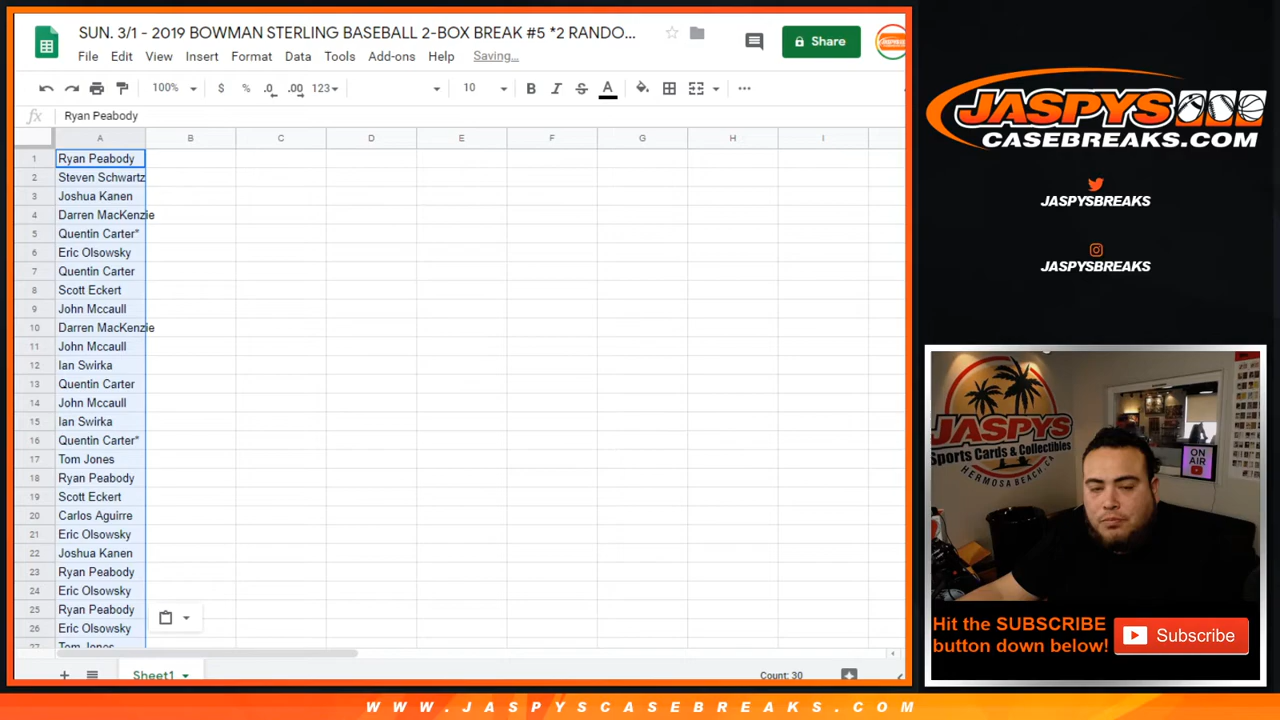 SUN. 3/1 - 2019 BOWMAN STERLING BASEBALL 2-BOX BREAK #5 *2 RANDO...
File Edit View Insert Format Data Tools Add-ons Help Saving...
Share
100% $ % .0 .00 123 10 B I S A
fx Ryan Peabody
A B C D E F G H I
1 Ryan Peabody
2 Steven Schwartz
3 Joshua Kanen
4 Darren MacKenzie
5 Quentin Carter*
6 Eric Olsowsky
7 Quentin Carter
8 Scott Eckert
9 John Mccaull
10 Darren MacKenzie
11 John Mccaull
12 Ian Swirka
13 Quentin Carter
14 John Mccaull
15 Ian Swirka
16 Quentin Carter*
17 Tom Jones
18 Ryan Peabody
19 Scott Eckert
20 Carlos Aguirre
21 Eric Olsowsky
22 Joshua Kanen
23 Ryan Peabody
24 Eric Olsowsky
25 Ryan Peabody
26 Eric Olsowsky
27 Tom Jones
Sheet1
Count: 30
JASPYS
CASEBREAKS.COM
JASPYSBREAKS
JASPYSBREAKS
JASPYS
Sports Cards & Collectibles
HERMOSA BEACH, CA
ON AIR
Hit the SUBSCRIBE
button down below!
Subscribe
WWW.JASPYSCASEBREAKS.COM